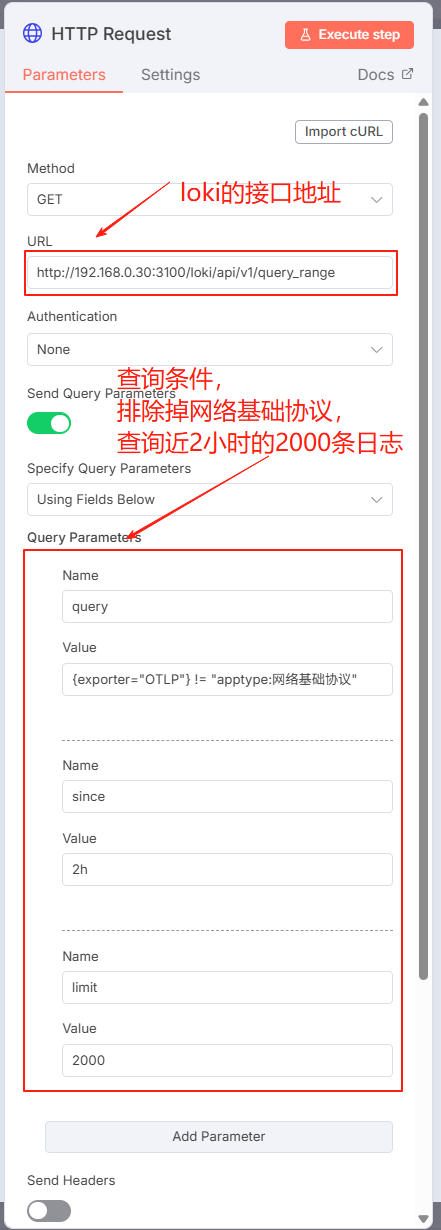 HTTP Request
Execute step
Parameters
Settings
Docs
Import cURL
Method
GET
loki的接口地址
URL
http://192.168.0.30:3100/loki/api/v1/query_range
Authentication
None
查询条件，
Send Query Parameters
排除掉网络基础协议，
查询近2小时的2000条日志
Specify Query Parameters
Using Fields Below
Query Parameters
Name
query
Value
{exporter="OTLP"} != "apptype:网络基础协议"
Name
since
Value
2h
Name
limit
Value
2000
Add Parameter
Send Headers